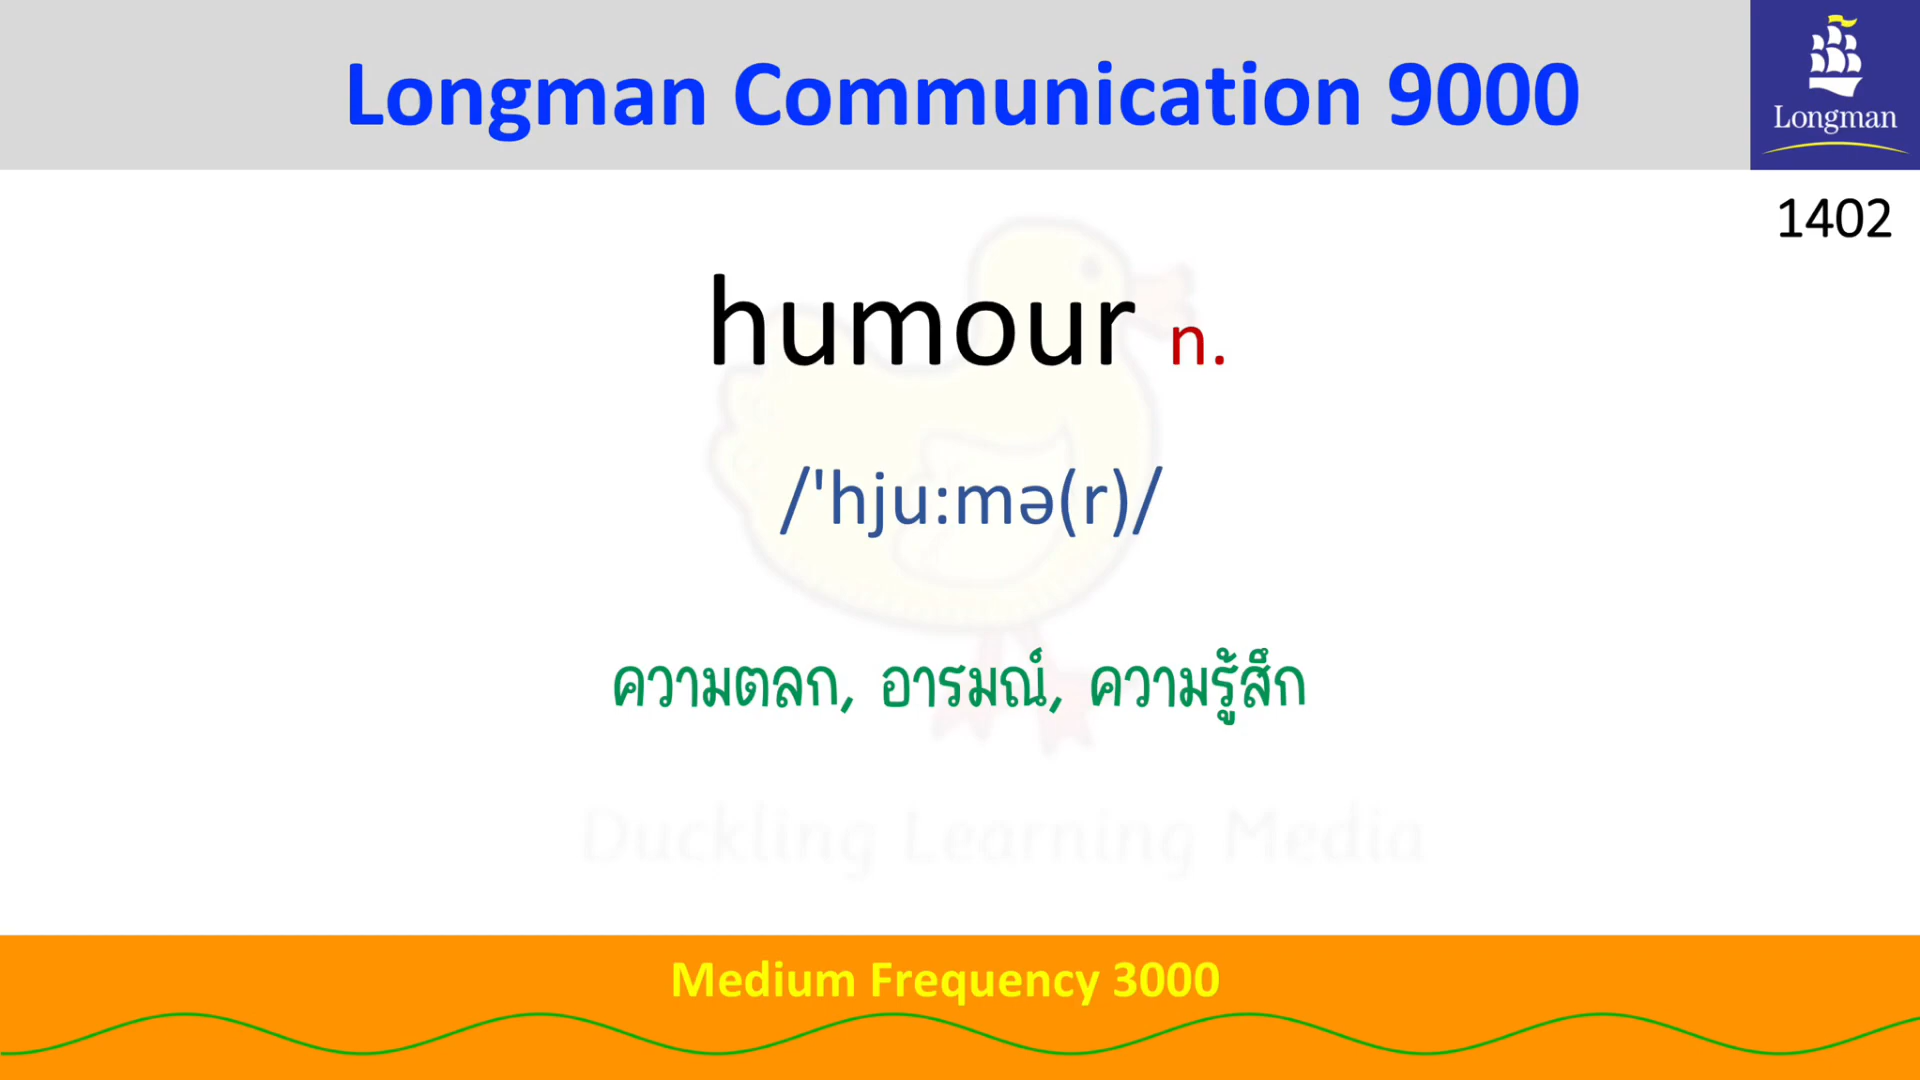 Longman Communication 9000
Longman
1402
humour n.
/'hju:mə(r)/
ความตลก, อารมณ์, ความรู้สึก
Duckling Learning Media
Medium Frequency 3000